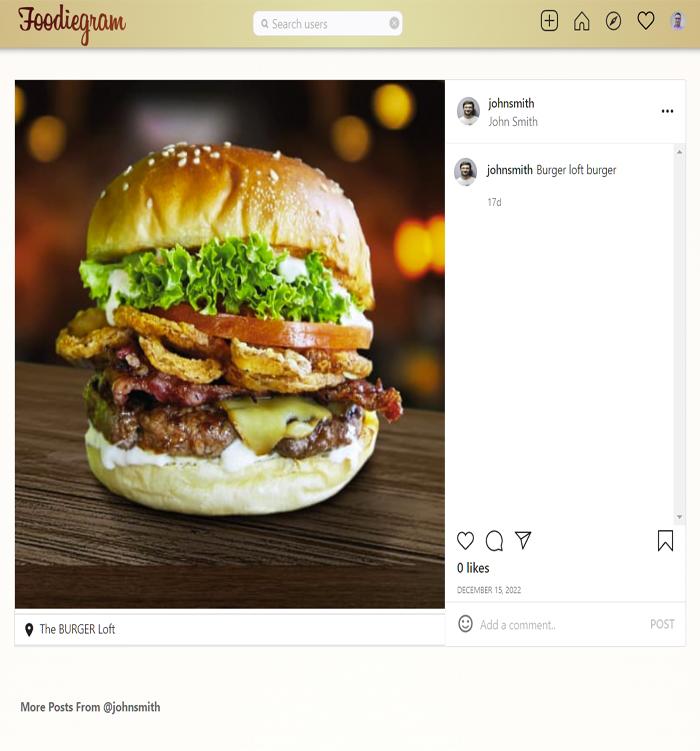 Foodiegram
Search users
johnsmith
John Smith
johnsmith Burger loft burger
17d
0 likes
DECEMBER 15, 2022
Add a comment..
POST
The BURGER Loft
More Posts From @johnsmith